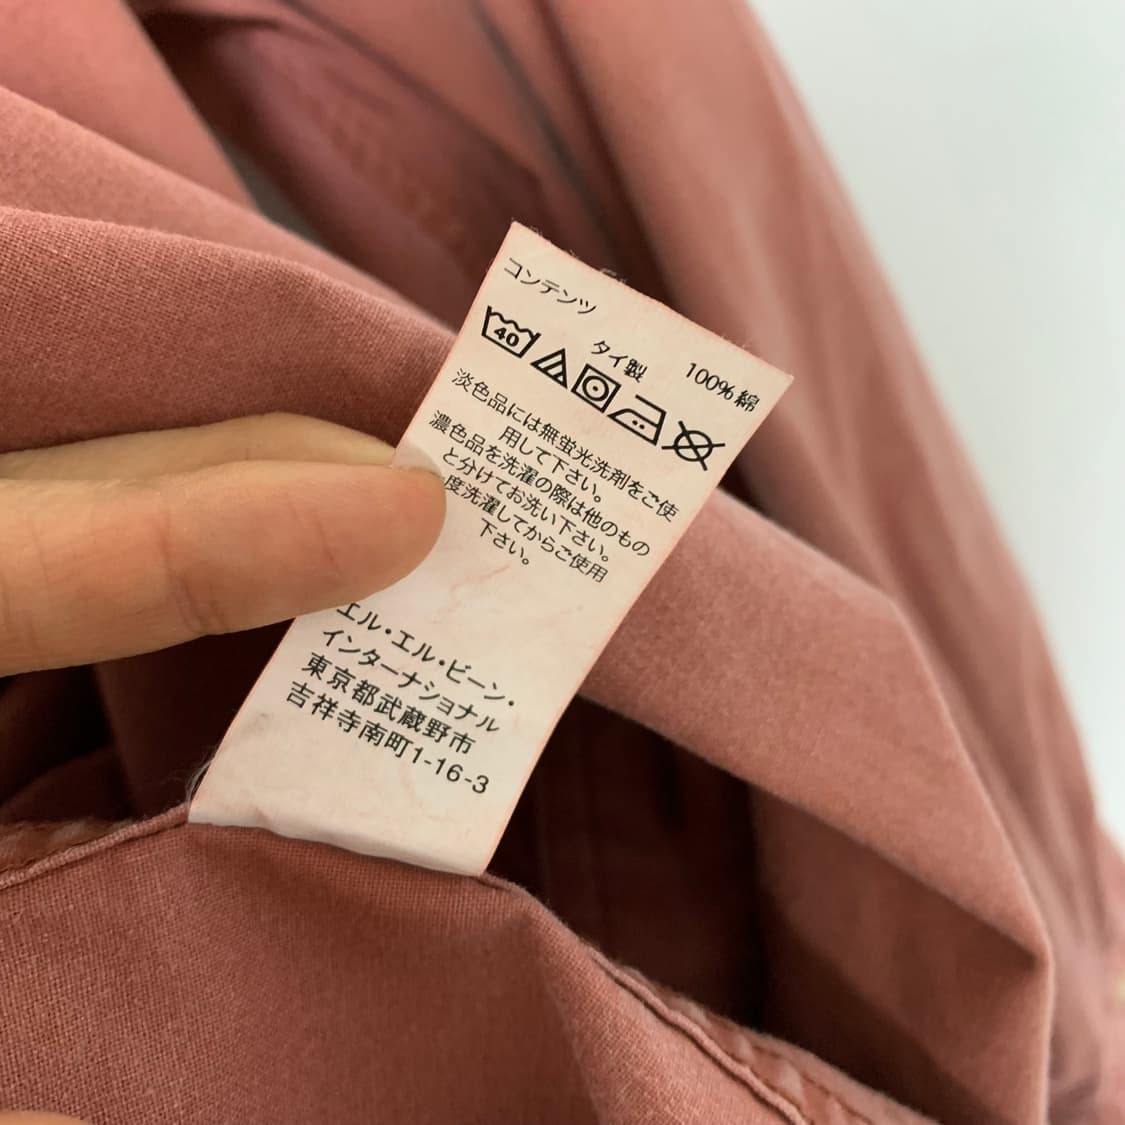 コンテンツ
タイ製 100% 綿
40
淡色品には無蛍光洗剤をご使
用して下さい。
濃色品を洗濯の際は他のもの
と分けてお洗い下さい。
度洗濯してからご使用
下さい。
エル・エル・ビーン・
インターナショナル
東京都武蔵野市
吉祥寺南町1-16-3